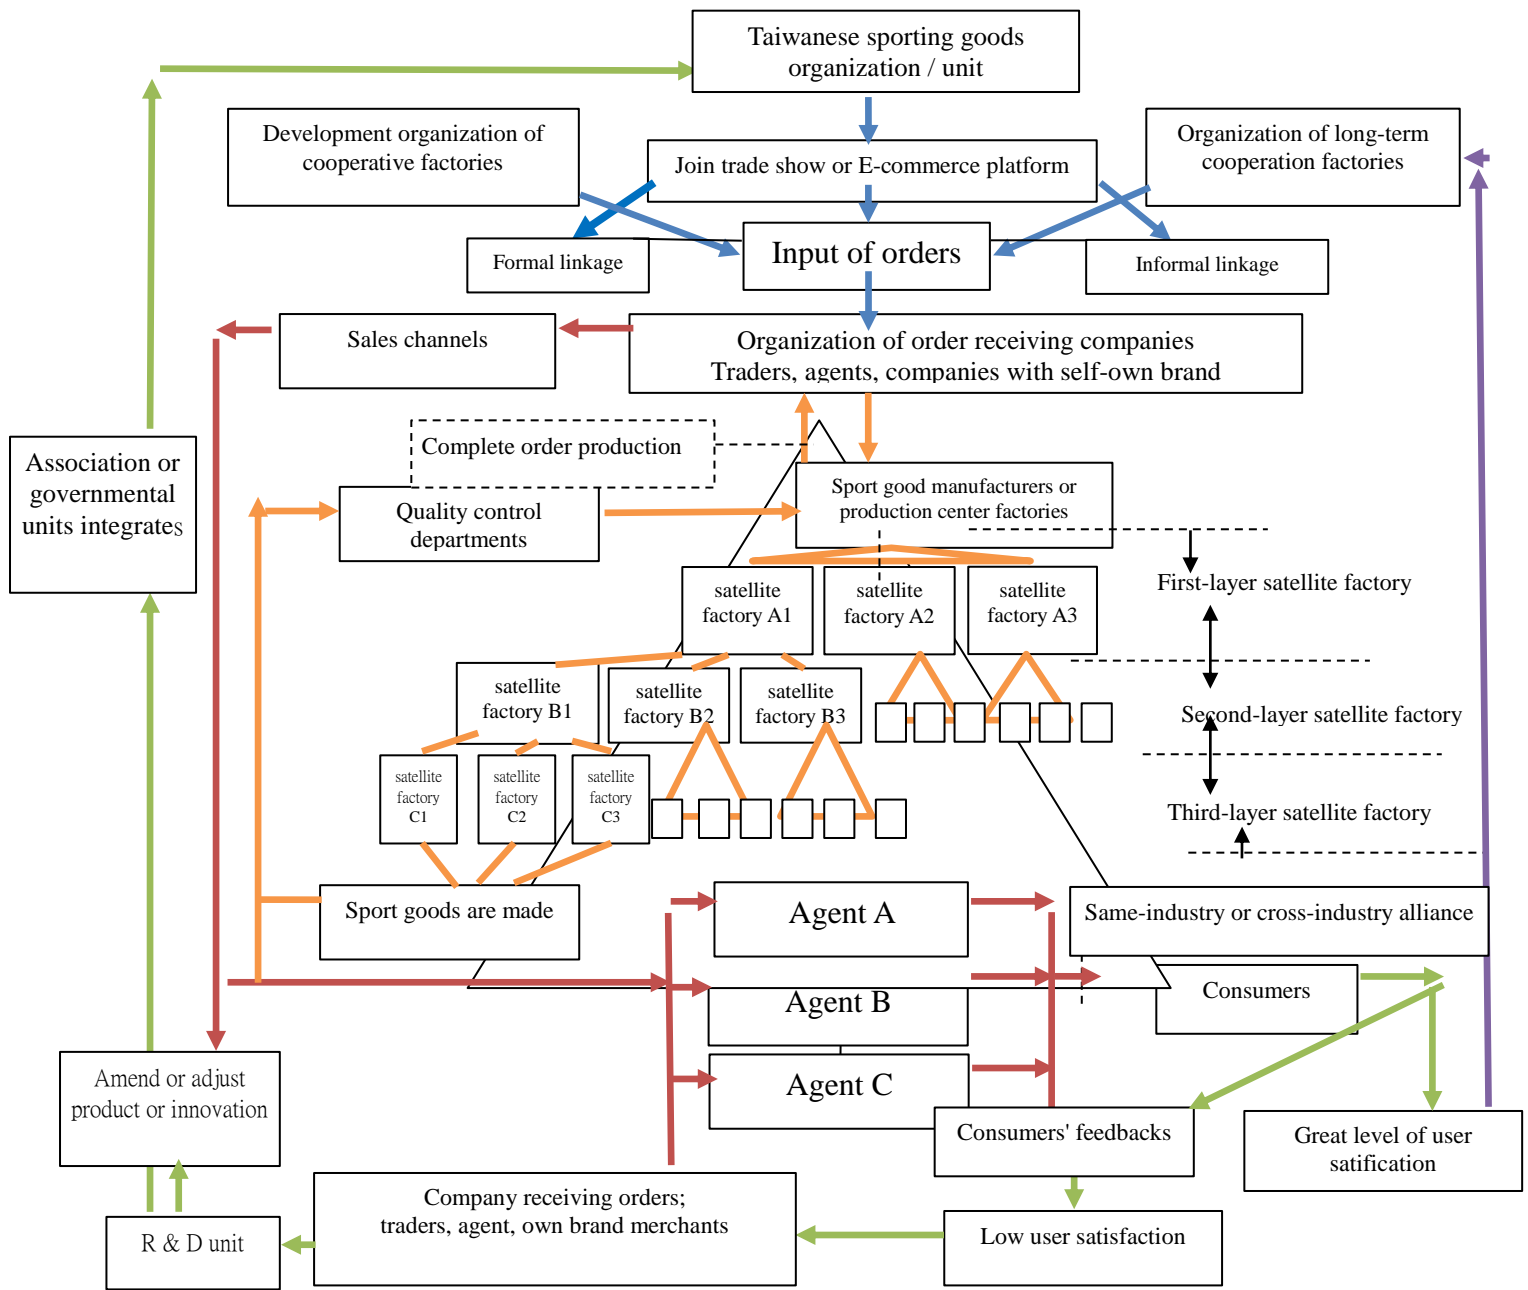 Taiwanese sporting goods
organization / unit
Development organization of
cooperative factories
Join trade show or E-commerce platform
Organization of long-term
cooperation factories
Formal linkage
Input of orders
Informal linkage
Sales channels
Organization of order receiving companies
Traders, agents, companies with self-own brand
Complete order production
Association or
governmental
units integrates
Quality control
departments
Sport good manufacturers or
production center factories
First-layer satellite factory
satellite
factory A1
satellite
factory A2
satellite
factory A3
satellite
factory B1
satellite
factory B2
satellite
factory B3
Second-layer satellite factory
satellite
factory
C1
satellite
factory
C2
satellite
factory
C3
Third-layer satellite factory
Sport goods are made
Agent A
Same-industry or cross-industry alliance
Agent B
Consumers
Agent C
Amend or adjust
product or innovation
Consumers' feedbacks
Great level of user
satification
Company receiving orders;
traders, agent, own brand merchants
R & D unit
Low user satisfaction